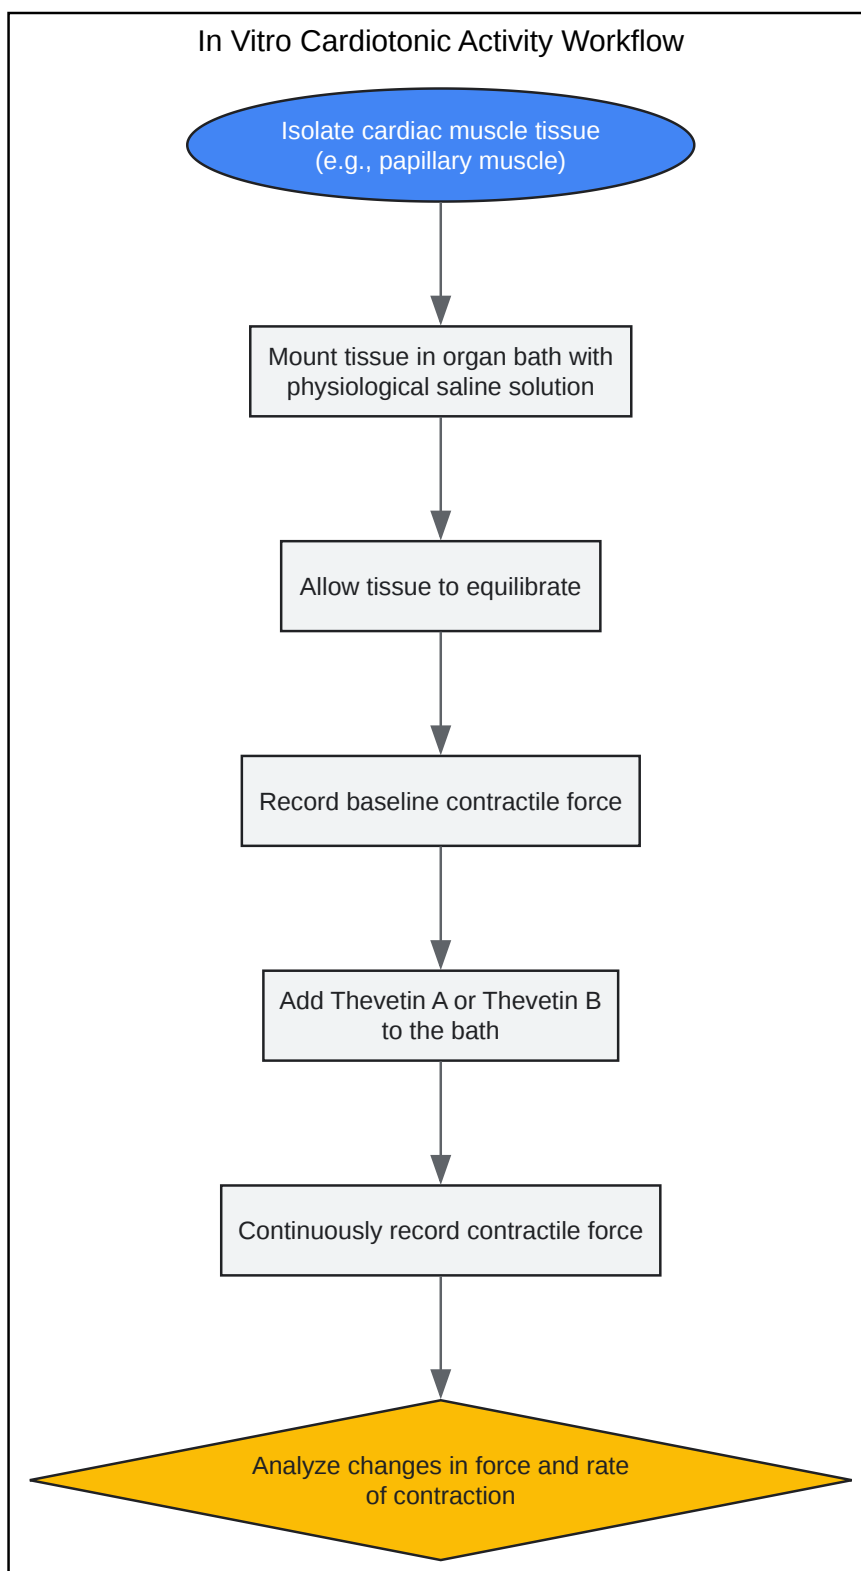 In Vitro Cardiotonic Activity Workflow
Isolate cardiac muscle tissue
(e.g., papillary muscle)
Mount tissue in organ bath with
physiological saline solution
Allow tissue to equilibrate
Record baseline contractile force
Add Thevetin A or Thevetin B
to the bath
Continuously record contractile force
Analyze changes in force and rate
of contraction